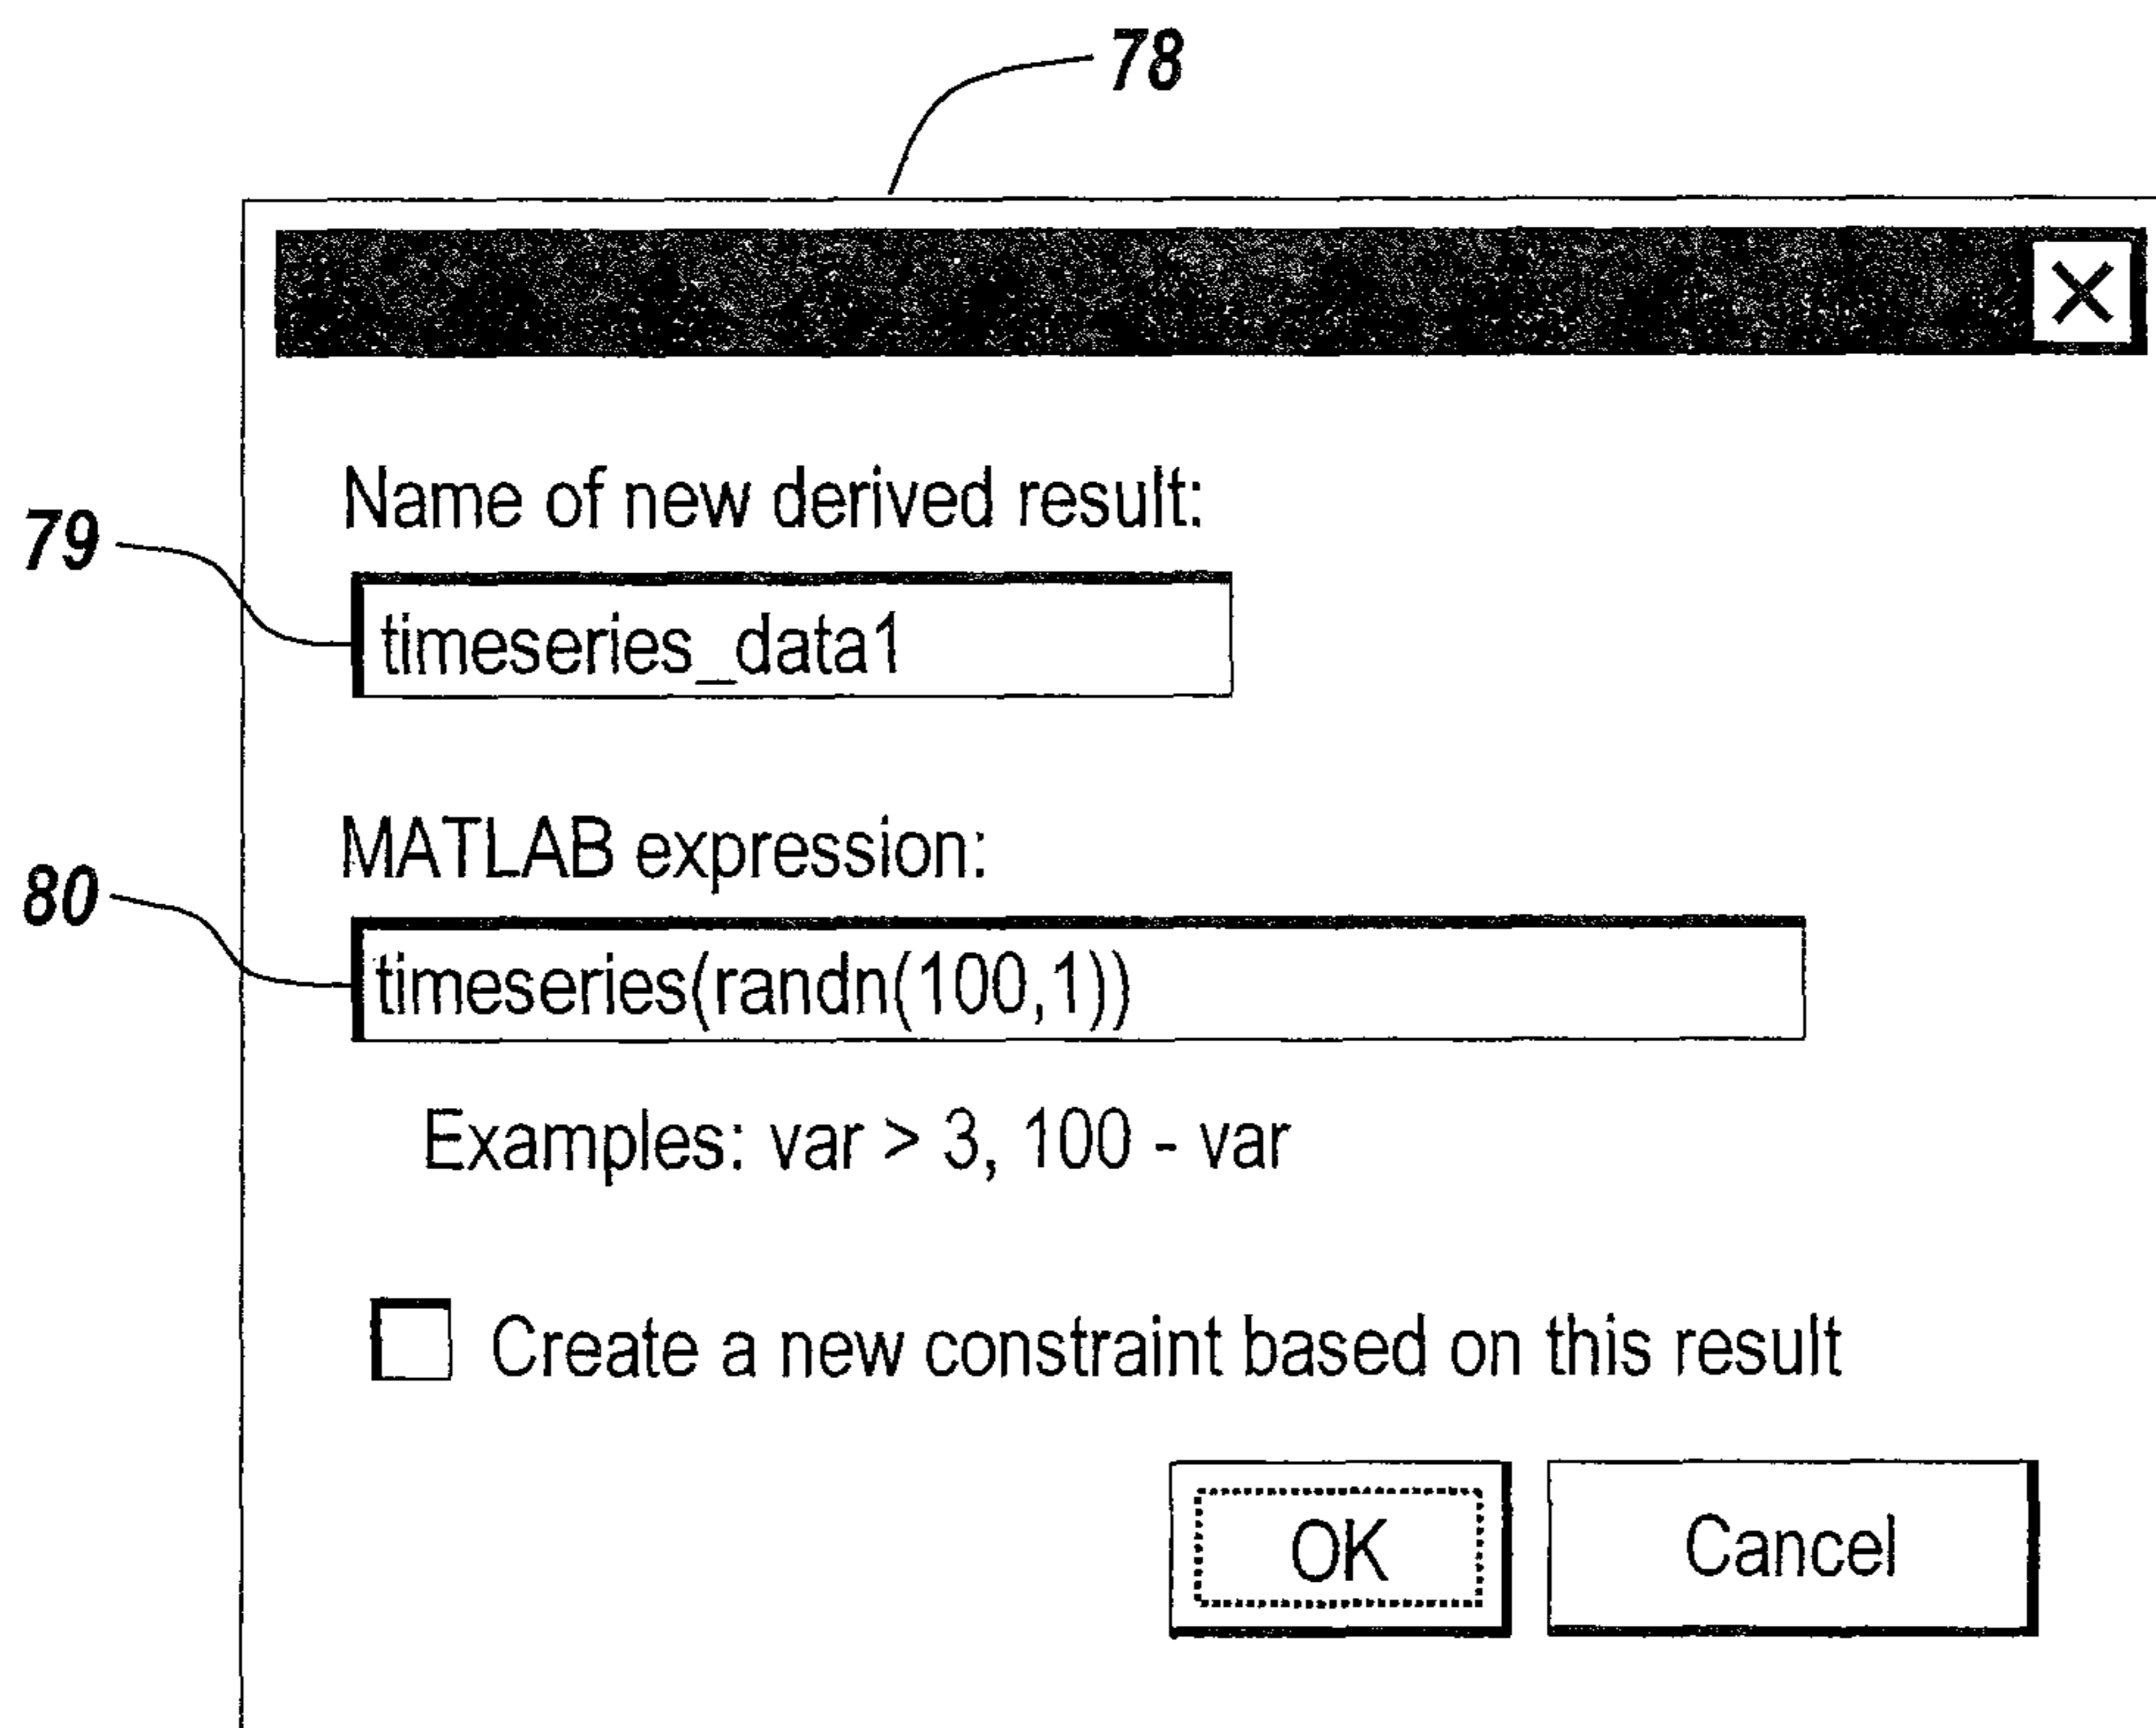 78
Name of new derived result:
79
timeseries_data1
MATLAB expression:
80
timeseries(randn(100,1))
Examples: var > 3, 100 - var
Create a new constraint based on this result
OK
Cancel